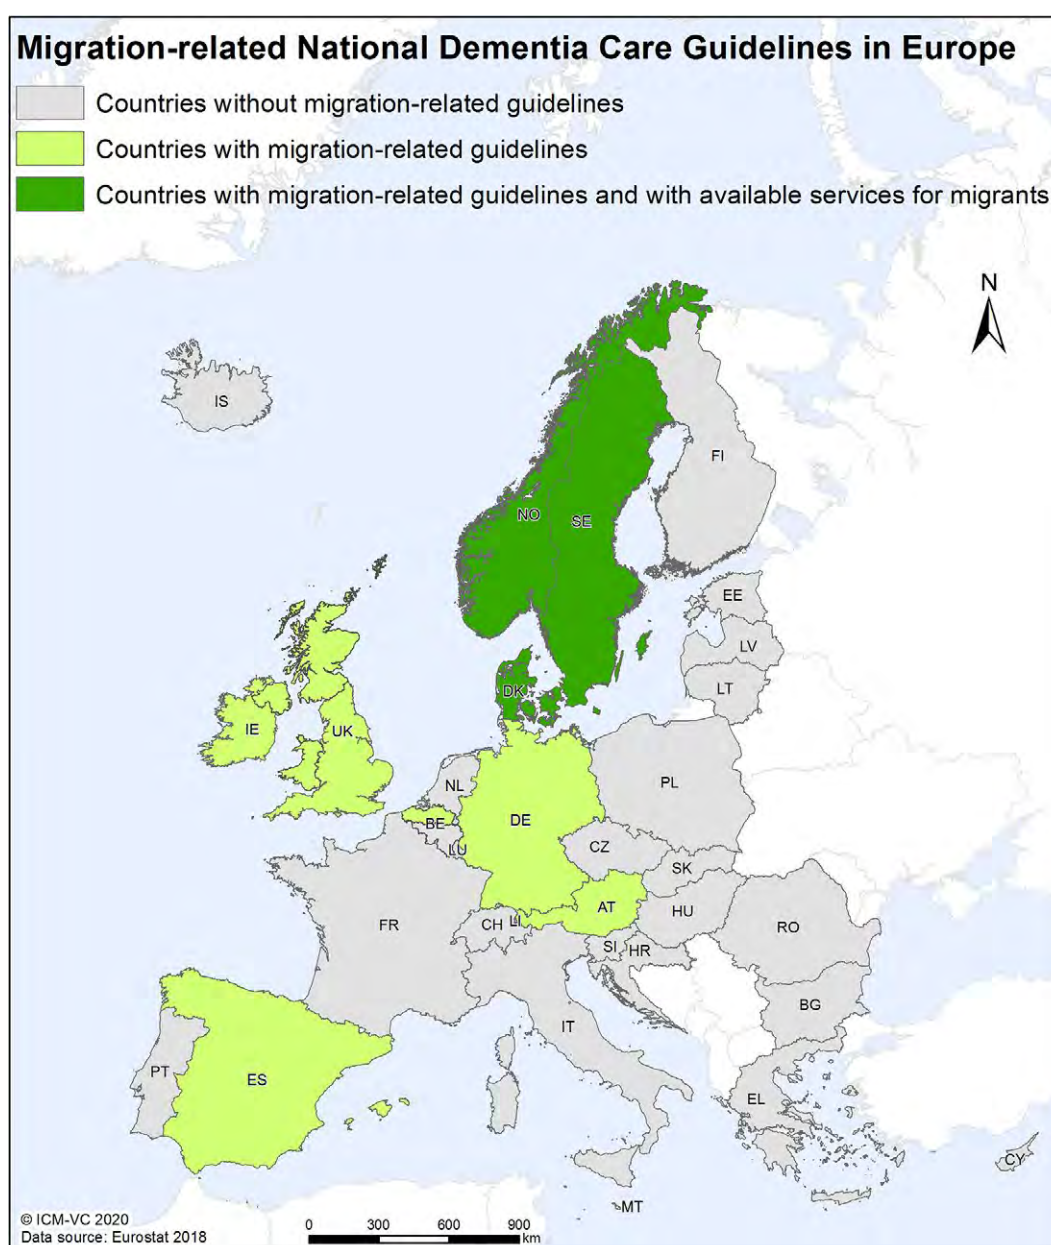 Migration-related National Dementia Care Guidelines in Europe
Countries without migration-related guidelines
Countries with migration-related guidelines
Countries with migration-related guidelines and with available services for migrants
N
IS
FI
NO
SE
EE
LV
LT
DK
IE
UK
NL
PL
BE
DE
LU
CZ
SK
AT
HU
FR
CH
LI
RO
SI
HR
BG
IT
PT
ES
EL
CY
MT
© ICM-VC 2020
Data source: Eurostat 2018
0 300 600 900
km